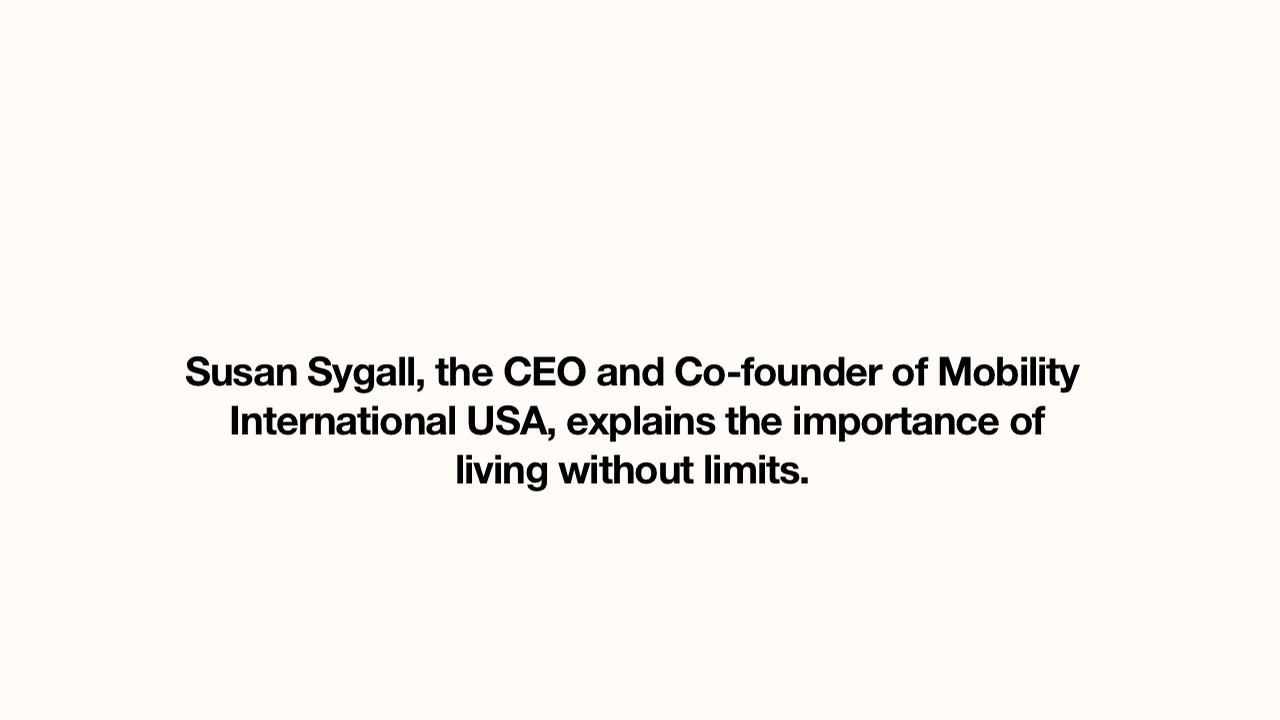 Susan Sygall, the CEO and Co-founder of Mobility
International USA, explains the importance of
living without limits.